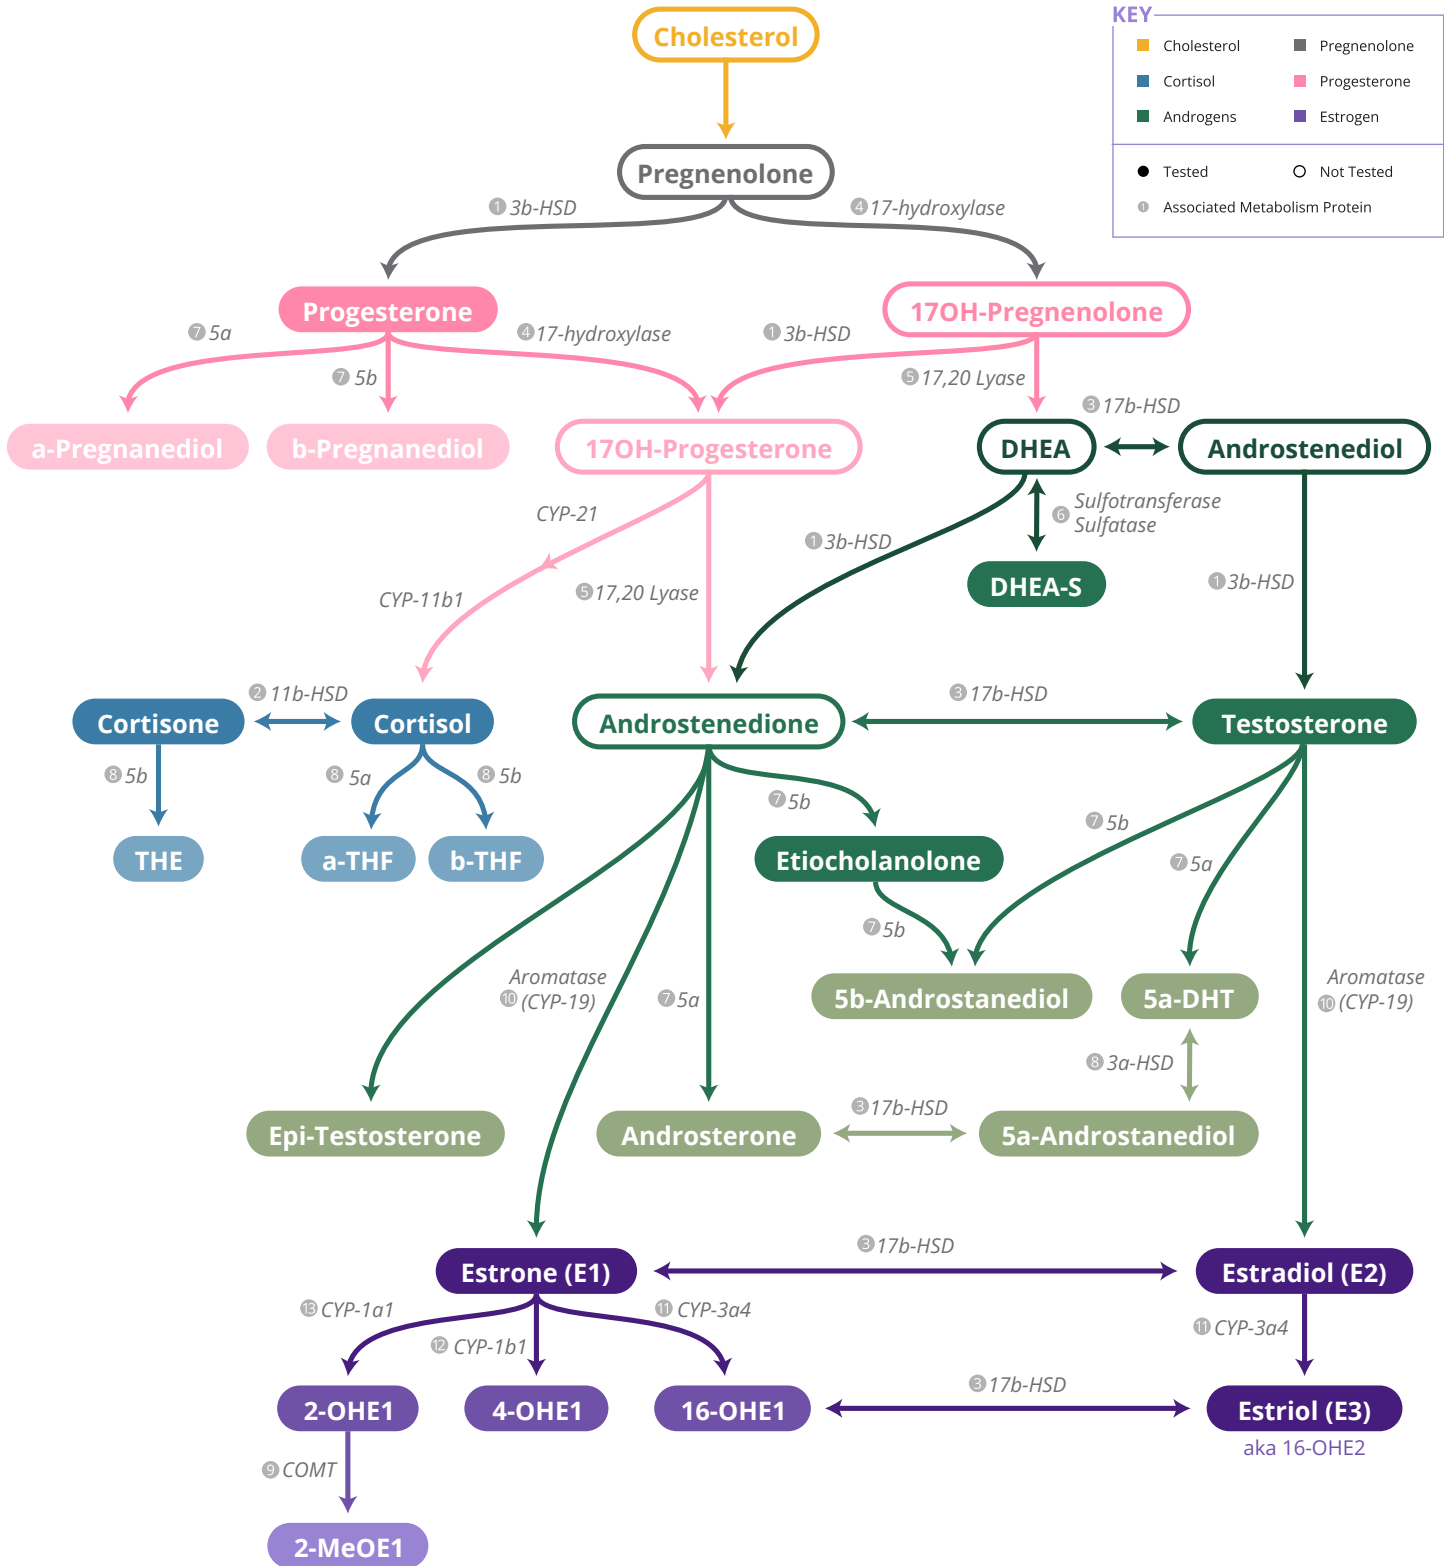 Cholesterol
KEY
Cholesterol
Pregnenolone
Cortisol
Progesterone
Androgens
Estrogen
Tested
Not Tested
1 Associated Metabolism Protein
Pregnenolone
1 3b-HSD
4 17-hydroxylase
Progesterone
17OH-Pregnenolone
7 5a
4 17-hydroxylase
1 3b-HSD
7 5b
5 17,20 Lyase
3 17b-HSD
a-Pregnanediol
b-Pregnanediol
17OH-Progesterone
DHEA
Androstenediol
CYP-21
6 Sulfotransferase
Sulfatase
1 3b-HSD
DHEA-S
1 3b-HSD
CYP-11b1
5 17,20 Lyase
2 11b-HSD
3 17b-HSD
Cortisone
Cortisol
Androstenedione
Testosterone
8 5b
8 5a
8 5b
7 5b
7 5b
THE
a-THF
b-THF
Etiocholanolone
7 5a
7 5b
Aromatase
10 (CYP-19)
7 5a
5b-Androstanediol
5a-DHT
Aromatase
10 (CYP-19)
8 3a-HSD
3 17b-HSD
Epi-Testosterone
Androsterone
5a-Androstanediol
3 17b-HSD
Estrone (E1)
Estradiol (E2)
13 CYP-1a1
12 CYP-1b1
11 CYP-3a4
11 CYP-3a4
3 17b-HSD
2-OHE1
4-OHE1
16-OHE1
Estriol (E3)
aka 16-OHE2
9 COMT
2-MeOE1